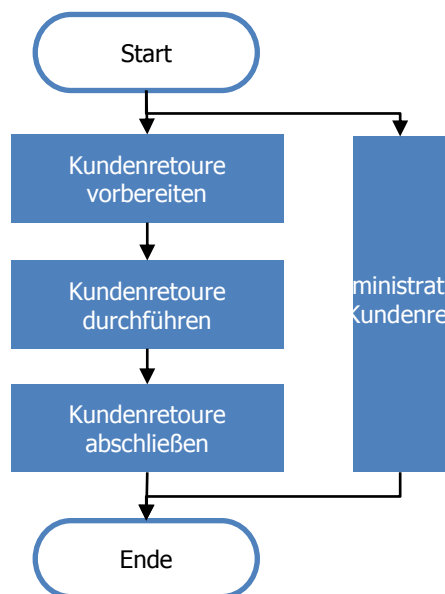 Start
Kundenretoure
vorbereiten
Kundenretoure
durchführen
Kundenretoure
abschließen
ministrat
Kundenre
Ende